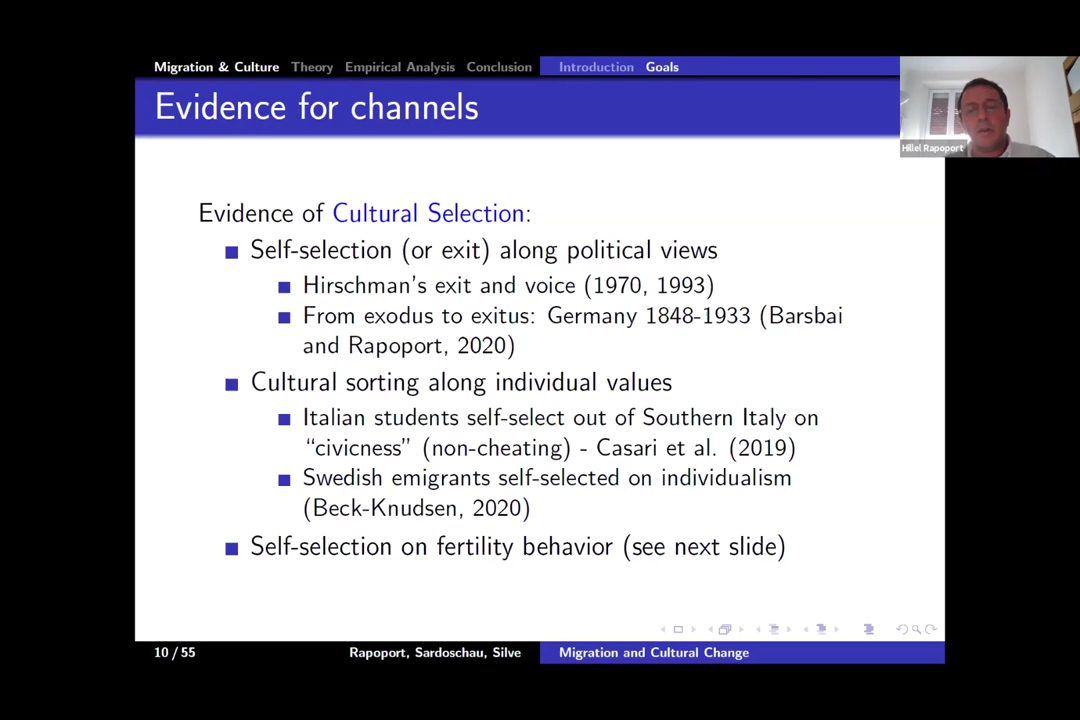 Migration & Culture Theory Empirical Analysis Conclusion Introduction Goals
Evidence for channels
Hillel Rapoport
Evidence of Cultural Selection:
Self-selection (or exit) along political views
Hirschman's exit and voice (1970, 1993)
From exodus to exitus: Germany 1848-1933 (Barsbai
and Rapoport, 2020)
Cultural sorting along individual values
Italian students self-select out of Southern Italy on
“civicness” (non-cheating) - Casari et al. (2019)
Swedish emigrants self-selected on individualism
(Beck-Knudsen, 2020)
Self-selection on fertility behavior (see next slide)
10 / 55 Rapoport, Sardoschau, Silve Migration and Cultural Change